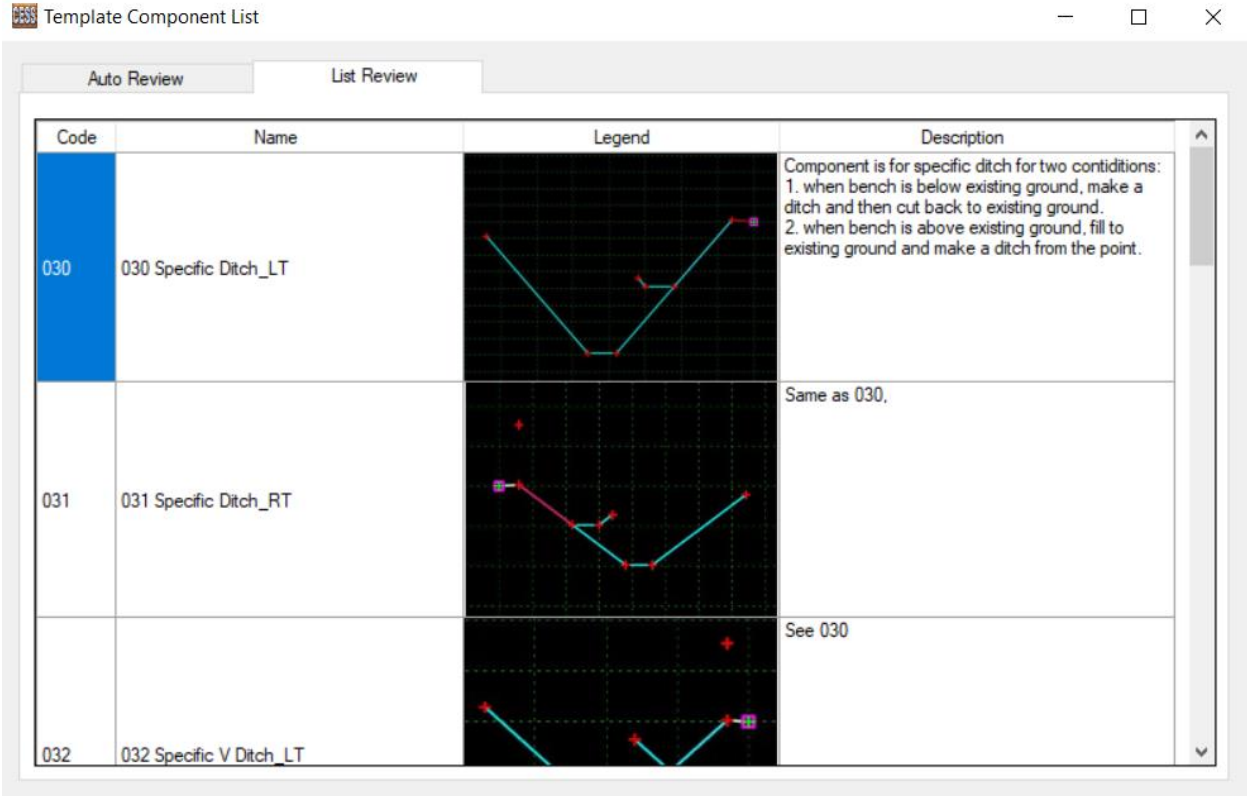 CESS Template Component List
Auto Review
List Review
Code Name Legend Description
030 030 Specific Ditch_LT
Component is for specific ditch for two contiditions:
1. when bench is below existing ground, make a
ditch and then cut back to existing ground.
2. when bench is above existing ground, fill to
existing ground and make a ditch from the point.
031 031 Specific Ditch_RT
Same as 030,
032 032 Specific V Ditch_LT
See 030